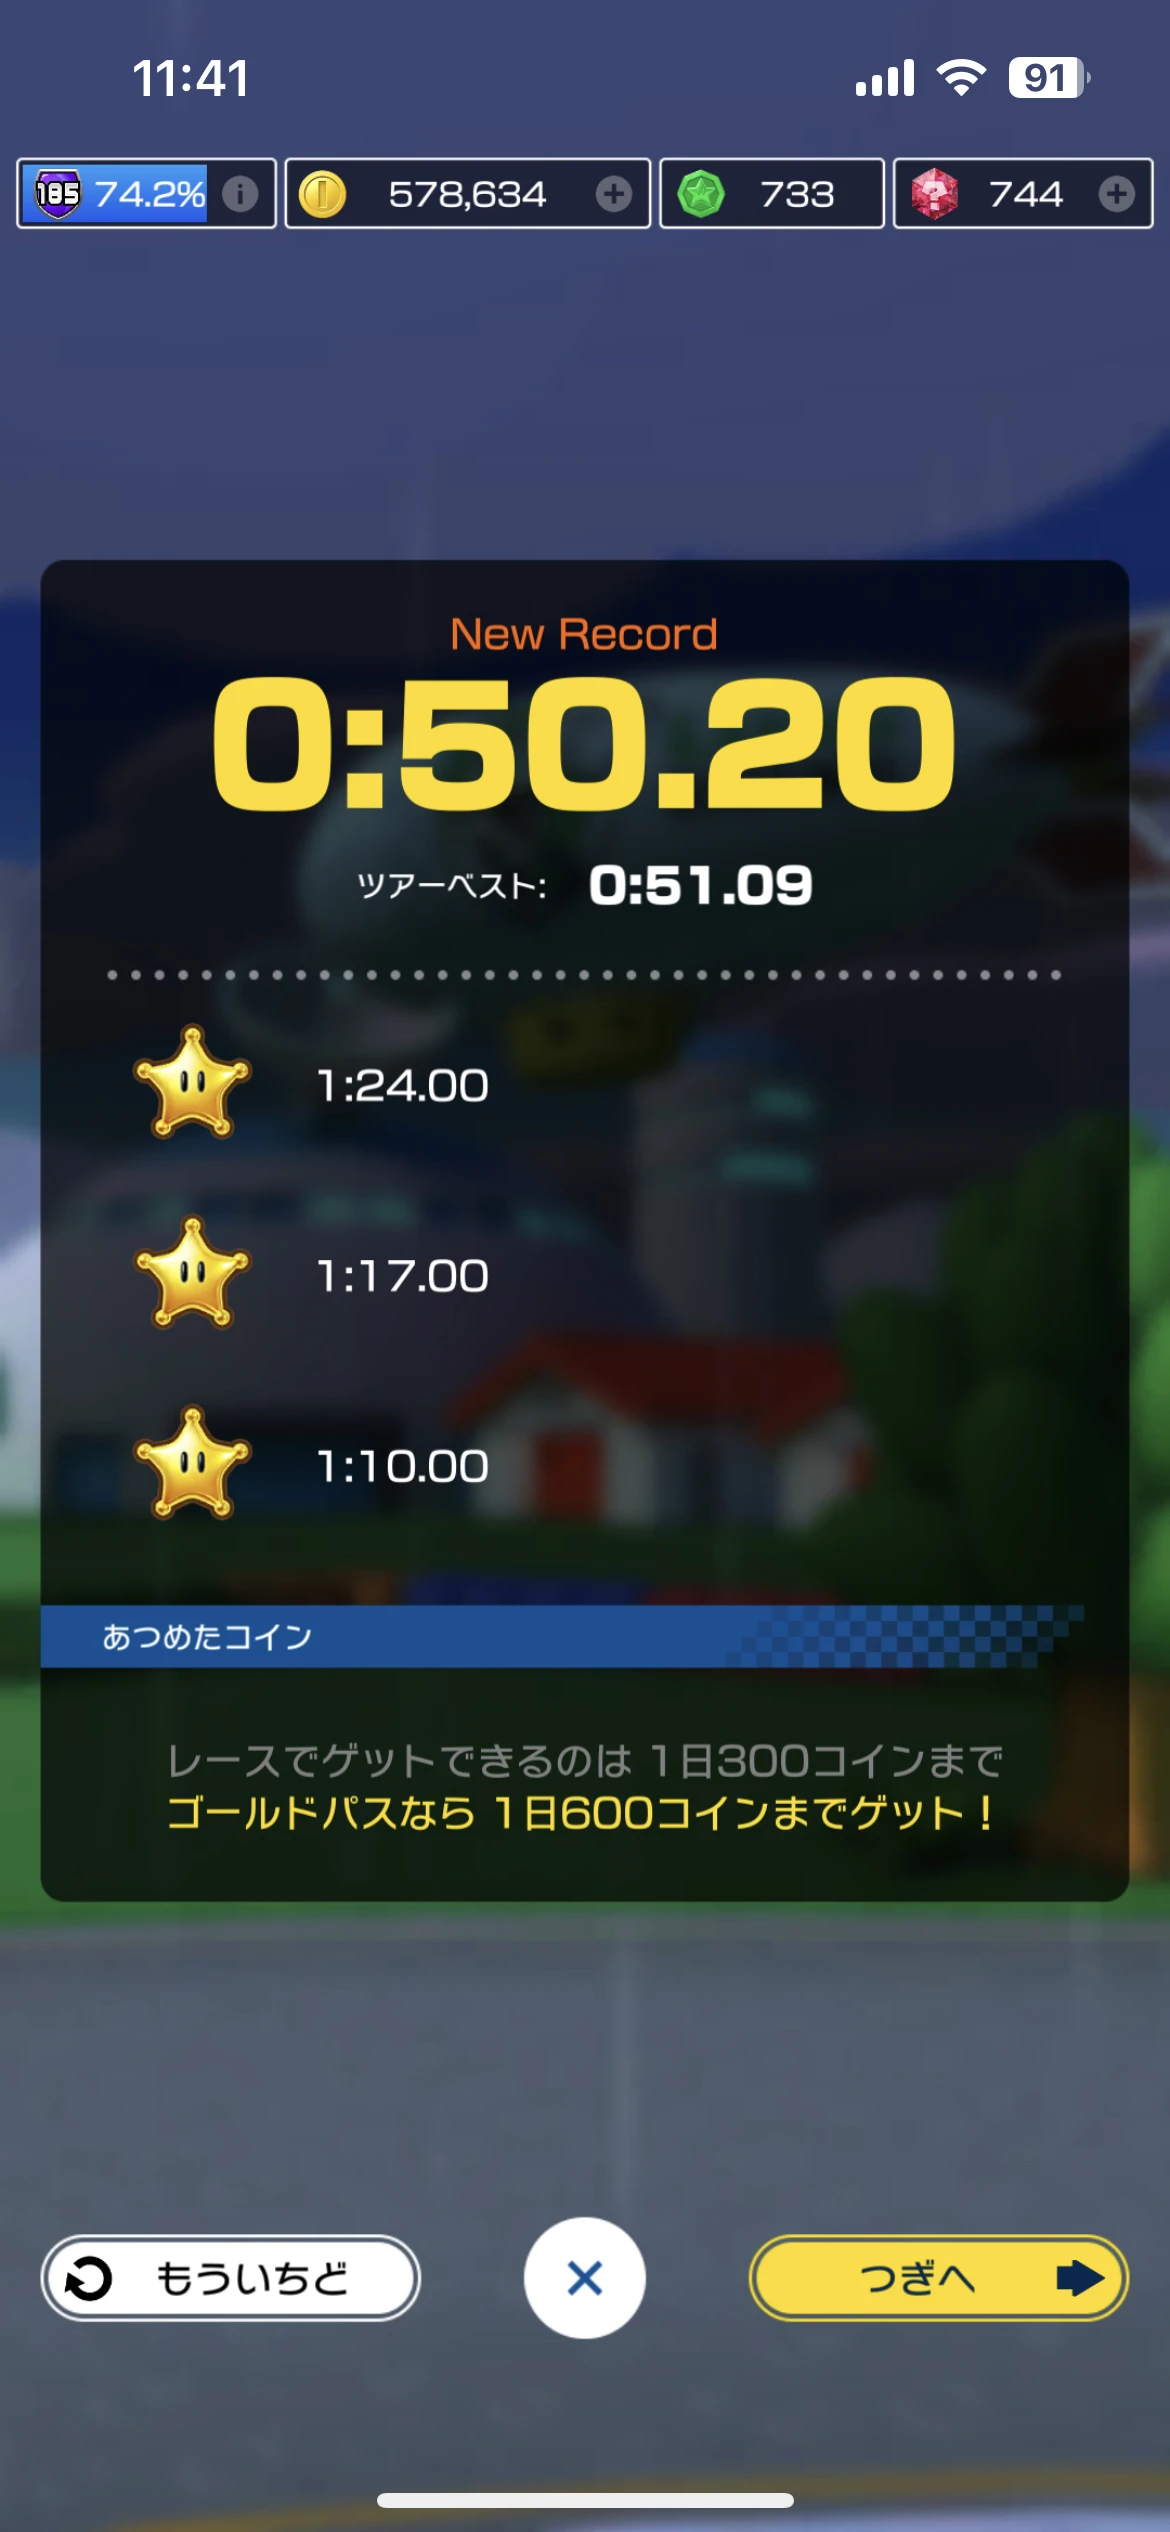 11:41
91
185 74.2% i 578,634 + 733 744 +
New Record
0:50.20
ツアーベスト: 0:51.09
1:24.00
1:17.00
1:10.00
あつめたコイン
レースでゲットできるのは 1日300コインまで
ゴールドパスなら 1日600コインまでゲット！
もういちど
つぎへ